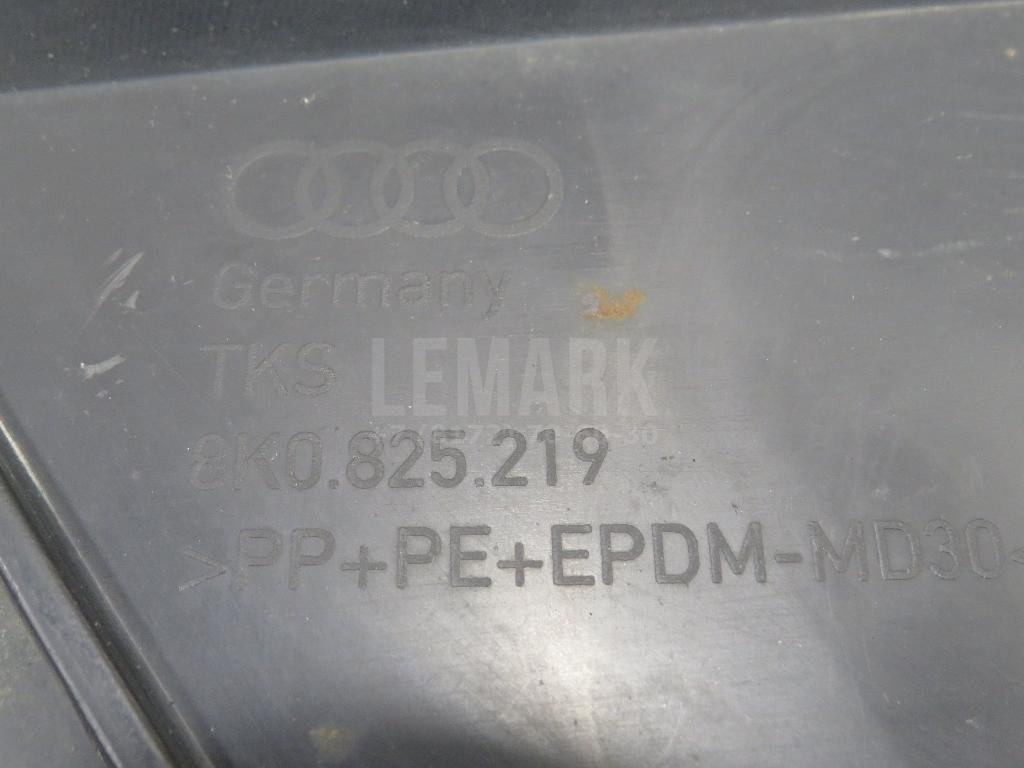 Germany
TKS
LEMARK
8K0.825.219
>PP+PE+EPDM-MD30<